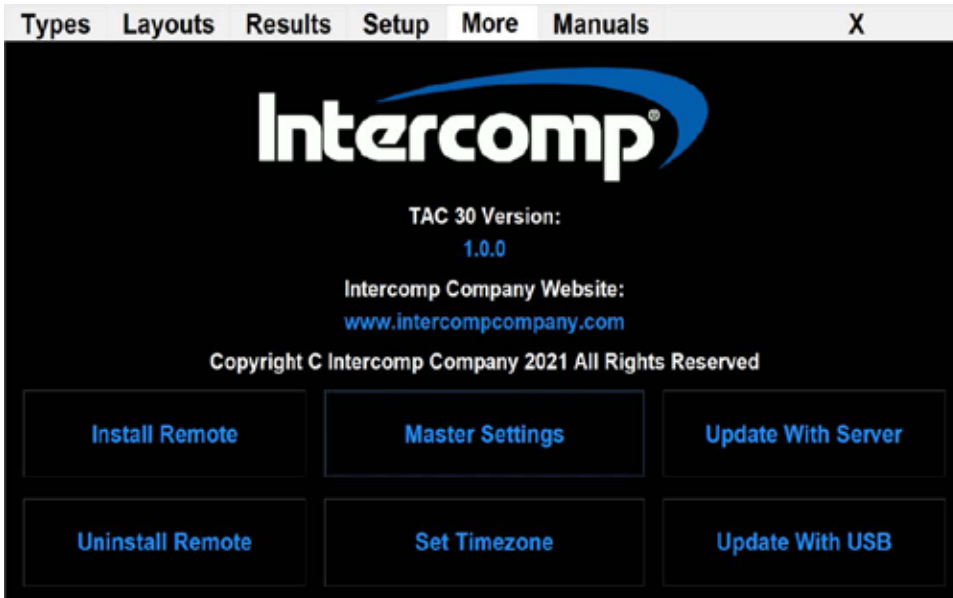 Types Layouts Results Setup More Manuals X
Intercomp®
TAC 30 Version:
1.0.0
Intercomp Company Website:
www.intercompcompany.com
Copyright C Intercomp Company 2021 All Rights Reserved
Install Remote Master Settings Update With Server
Uninstall Remote Set Timezone Update With USB